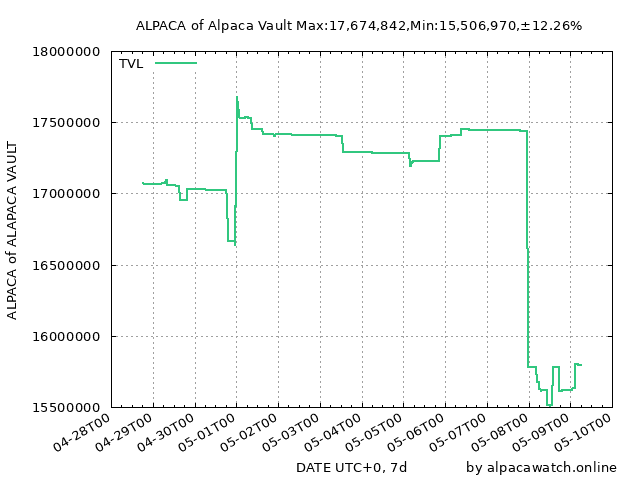 ALPACA of Alpaca Vault Max:17,674,842,Min:15,506,970,±12.26%
TVL
ALPACA of ALAPACA VAULT
18000000
17500000
17000000
16500000
16000000
15500000
04-28T00
04-29T00
04-30T00
05-01T00
05-02T00
05-03T00
05-04T00
05-05T00
05-06T00
05-07T00
05-08T00
05-09T00
05-10T00
DATE UTC+0, 7d
by alpacawatch.online